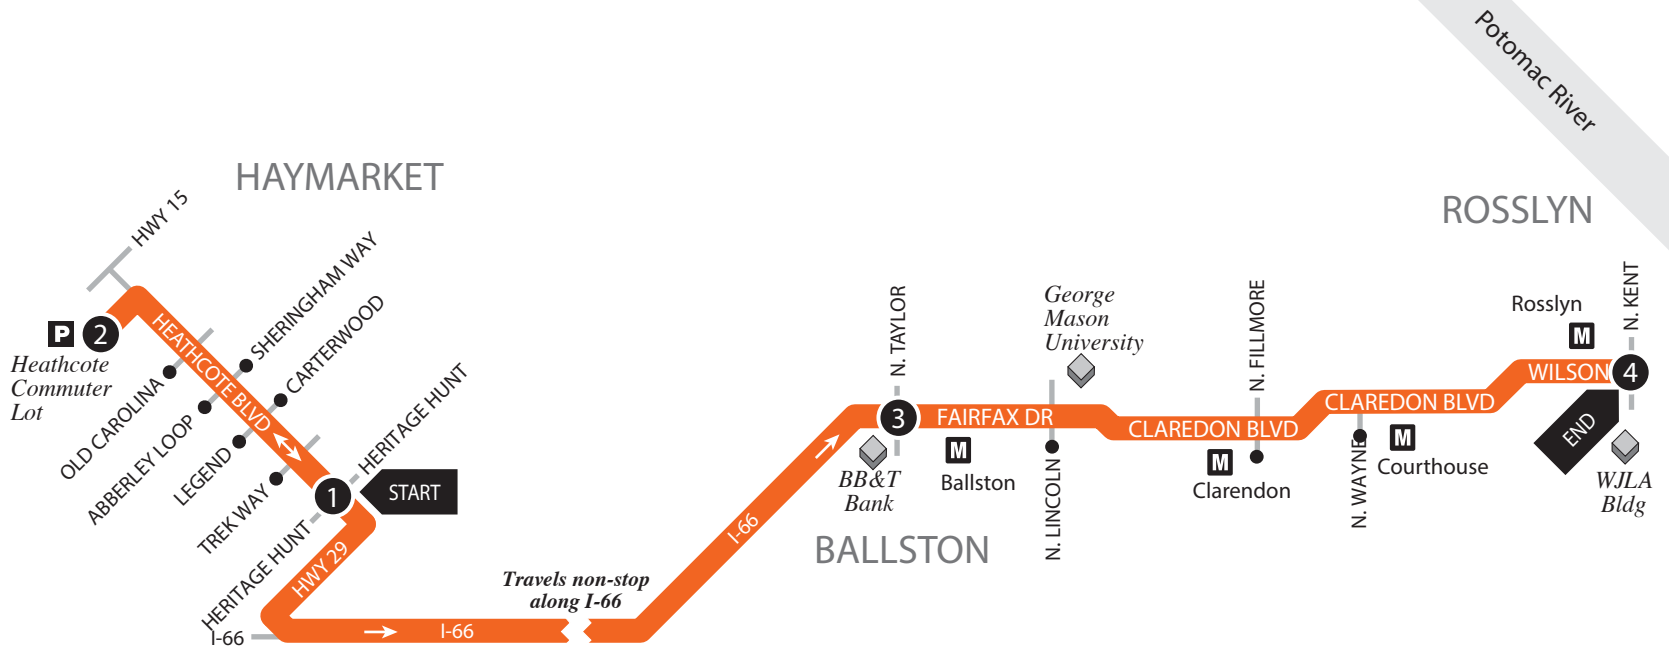 Potomac River
HAYMARKET
ROSSLYN
HWY 15
SHERINGHAM WAY
CARTERWOOD
HERITAGE HUNT
P
2
Heathcote
Commuter
Lot
HEATHCOTE BLVD
OLD CAROLINA
ABBERLEY LOOP
LEGEND
TREK WAY
HERITAGE HUNT
1
START
HWY 29
I-66
I-66
Travels non-stop
along I-66
I-66
N. TAYLOR
3
BB&T
Bank
FAIRFAX DR
M
Ballston
BALLSTON
George
Mason
University
N. LINCOLN
CLAREDON BLVD
N. FILLMORE
M
Clarendon
CLAREDON BLVD
N. WAYNE
M
Courthouse
Rosslyn
M
N. KENT
WILSON
4
END
WJLA
Bldg